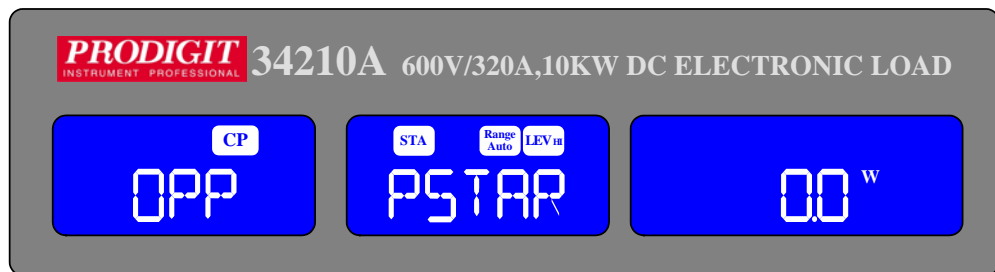 PRODIGIT
INSTRUMENT PROFESSIONAL
34210A 600V/320A,10KW DC ELECTRONIC LOAD
CP
OPP
STA
Range
Auto
LEV HI
PSTAR
0.0 W